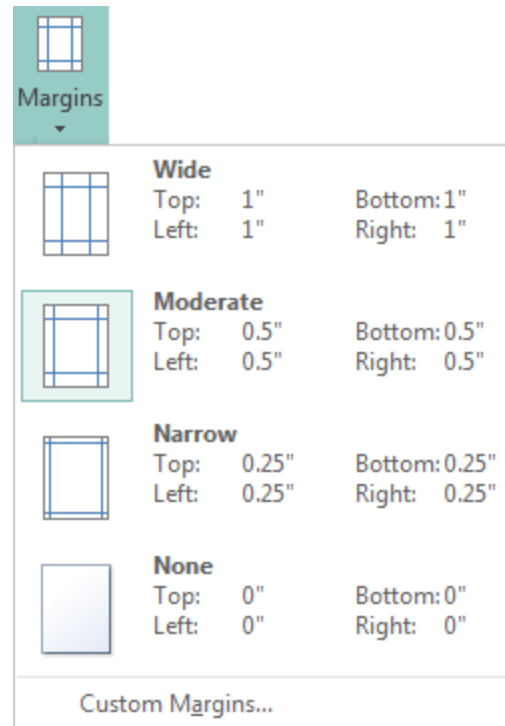 Margins
Wide
Top: 1" Bottom: 1"
Left: 1" Right: 1"
Moderate
Top: 0.5" Bottom: 0.5"
Left: 0.5" Right: 0.5"
Narrow
Top: 0.25" Bottom: 0.25"
Left: 0.25" Right: 0.25"
None
Top: 0" Bottom: 0"
Left: 0" Right: 0"
Custom Margins...